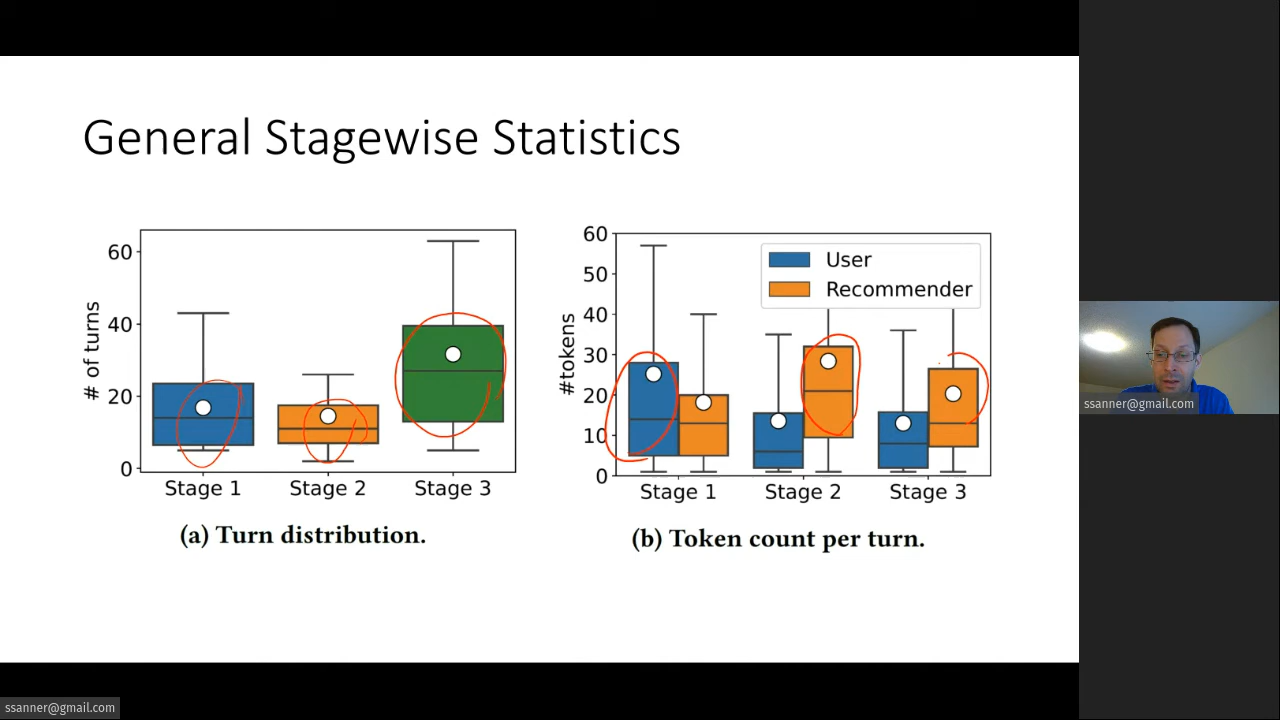 General Stagewise Statistics
# of turns
60
40
20
0
Stage 1 Stage 2 Stage 3
(a) Turn distribution.
#tokens
60
50
40
30
20
10
0
User
Recommender
Stage 1 Stage 2 Stage 3
(b) Token count per turn.
ssanner@gmail.com
ssanner@gmail.com